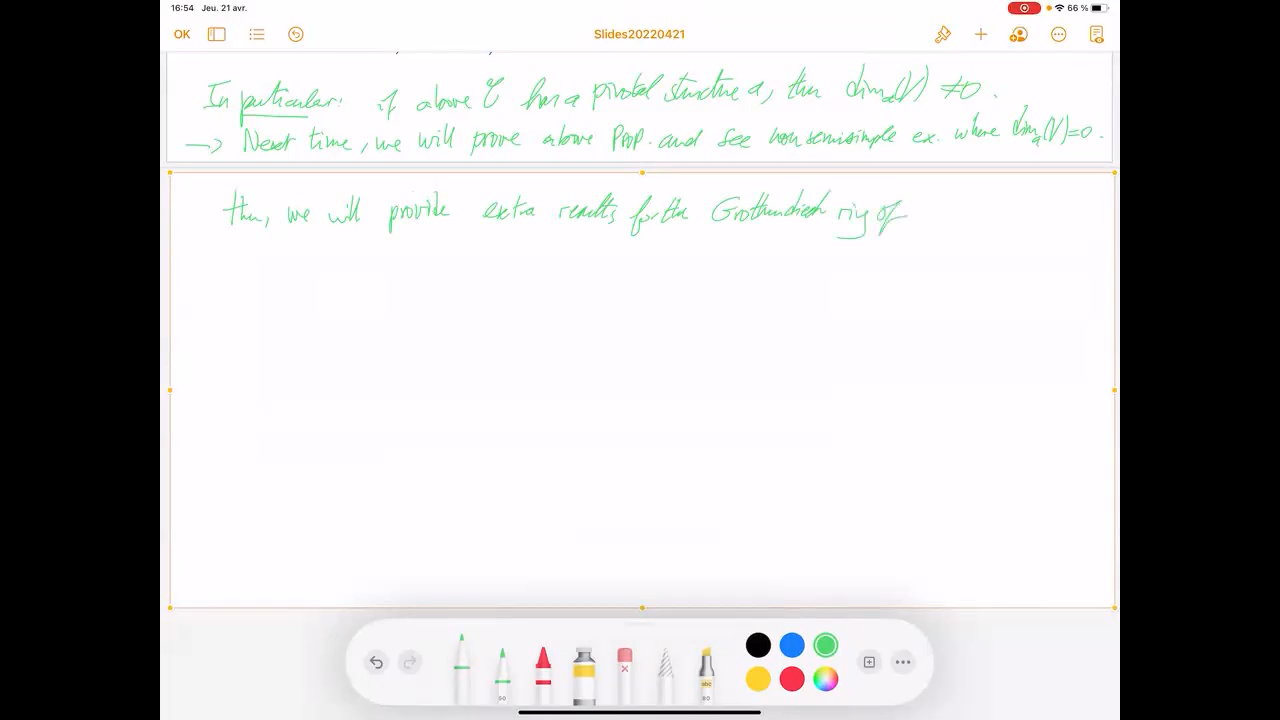 16:54 Jeu. 21 avr.
66 %
OK
Slides20220421
In particular: if above 𝒞 has a pivotal structure a, then dimₐ(V) ≠0.
→ Next time, we will prove above Prop. and see non semisimple ex. where dimₐ(V)=0.
then, we will provide extra results for the Grothendieck ring of